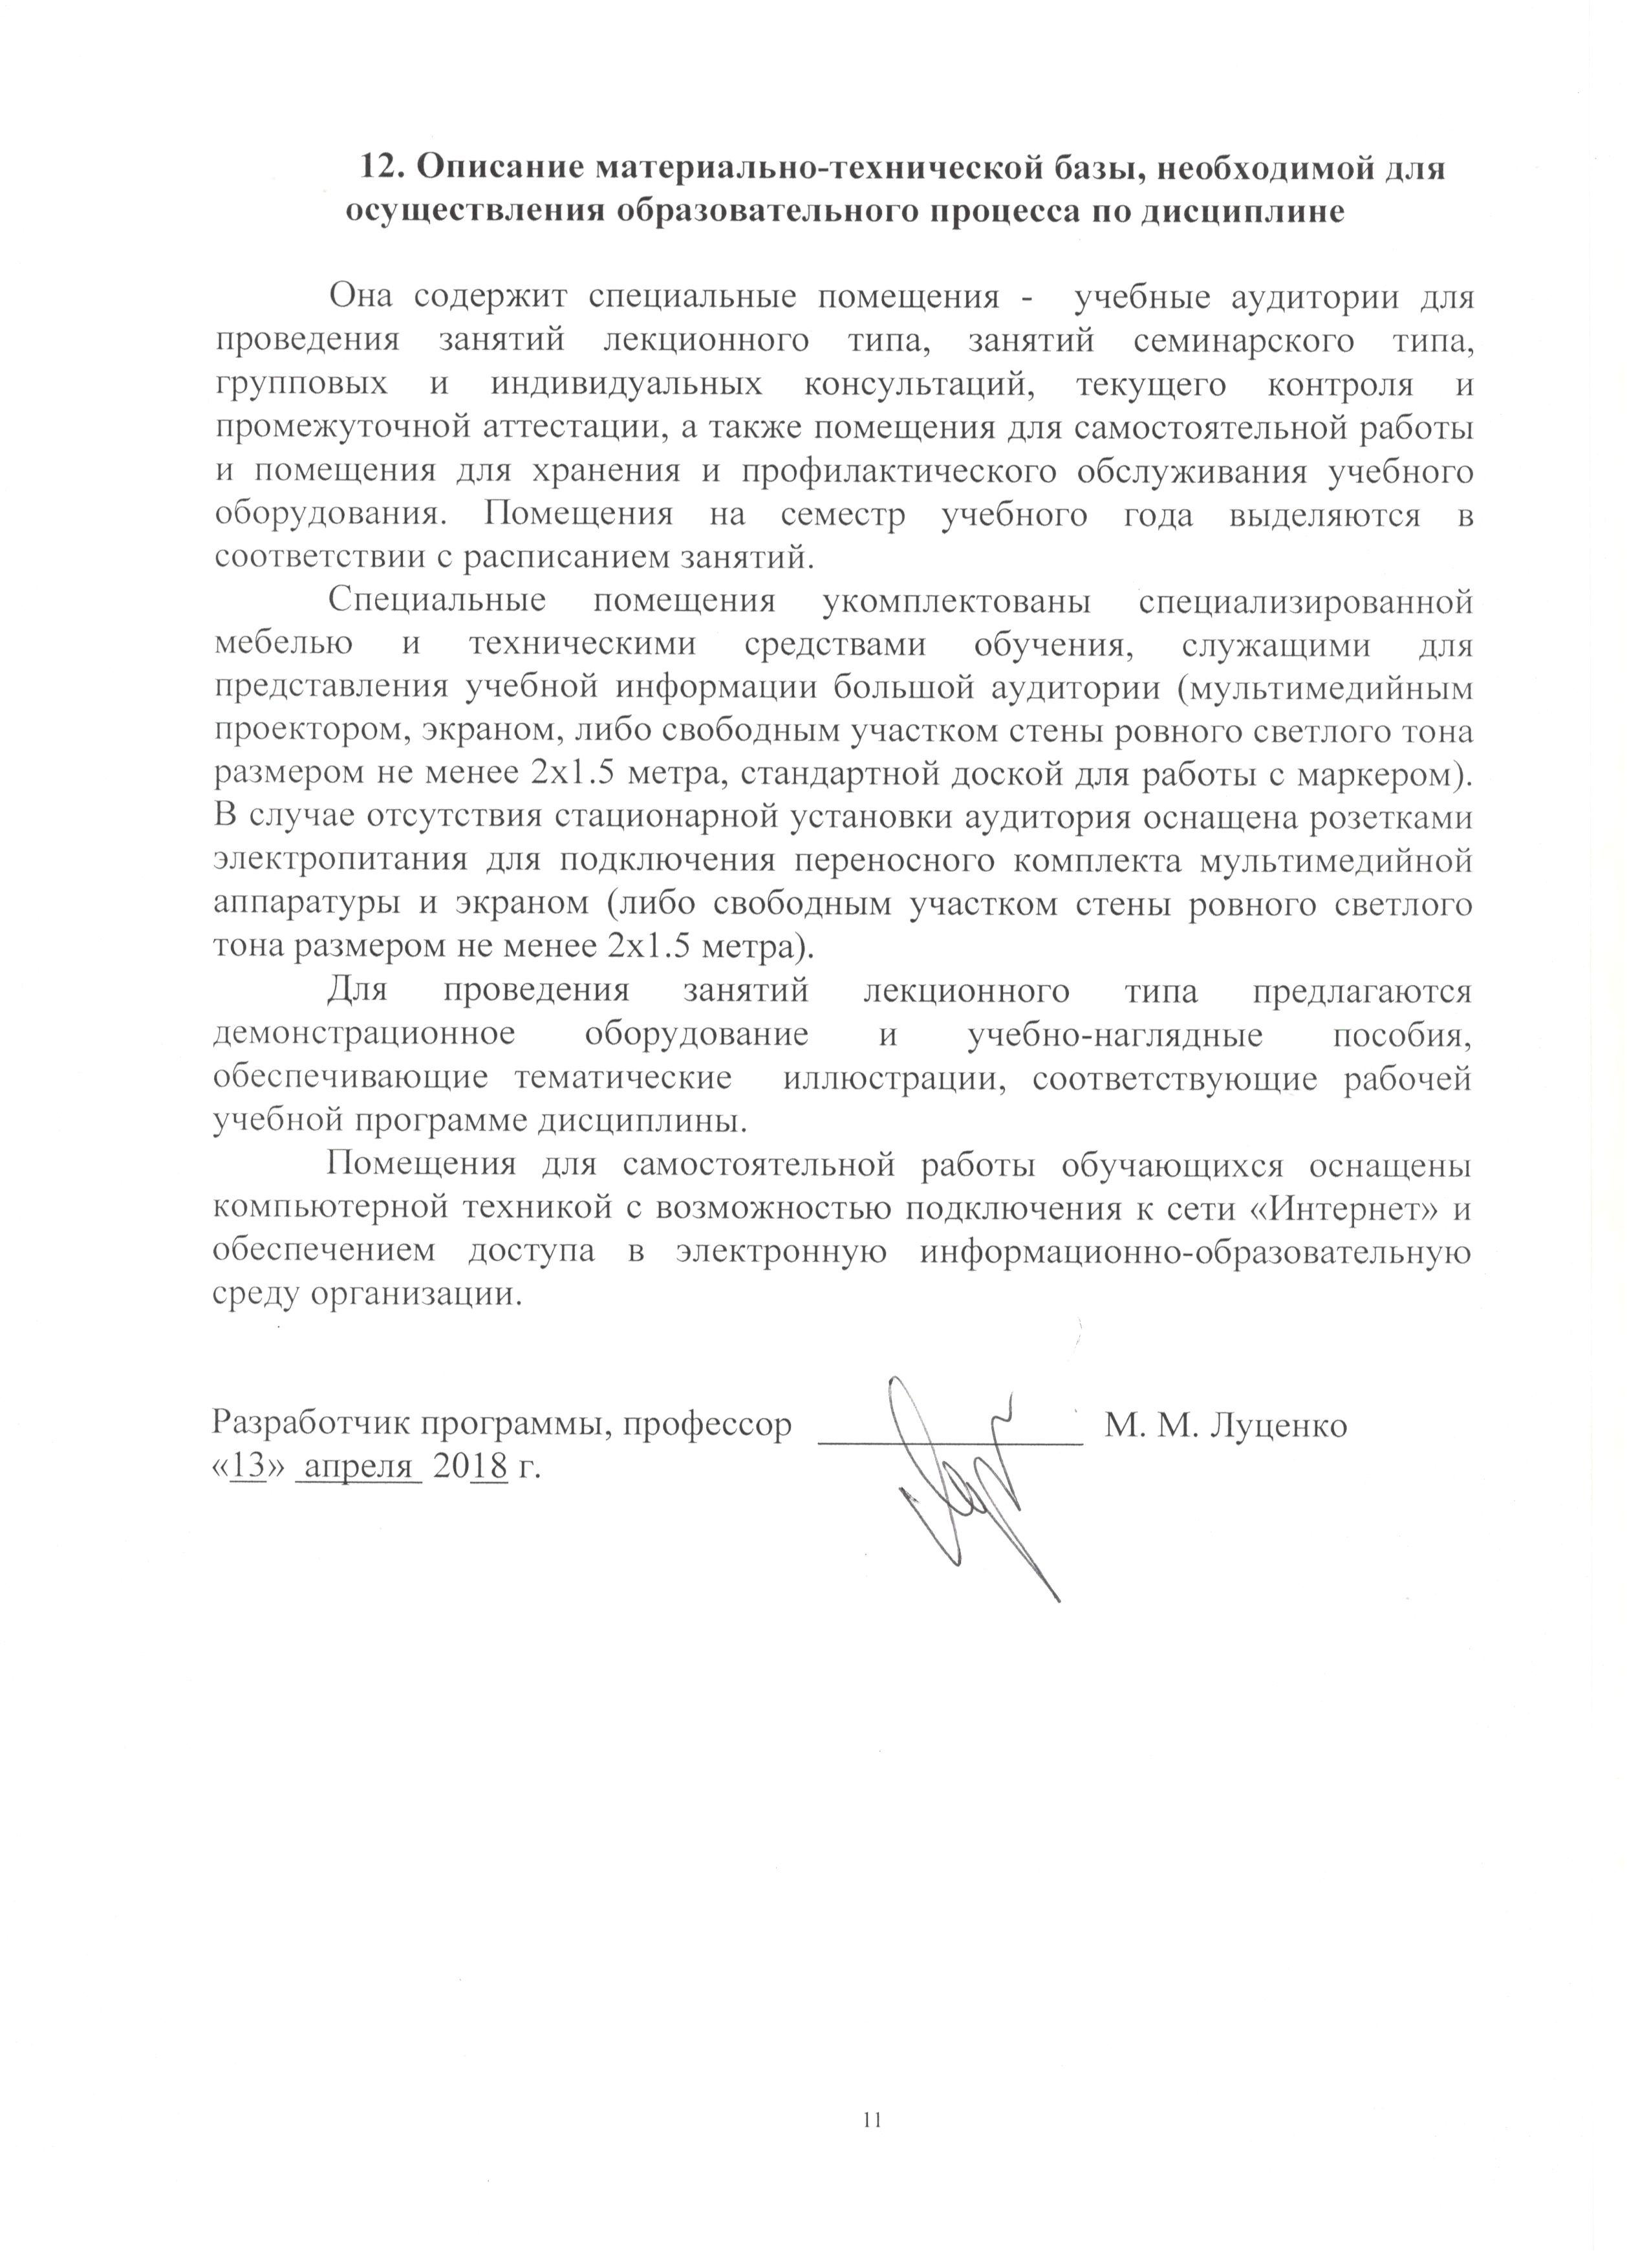 12. Описание материально-технической базы, необходимой для
осуществления образовательного процесса по дисциплине
Она содержит специальные помещения - учебные аудитории для
проведения занятий лекционного типа, занятий семинарского типа,
групповых и индивидуальных консультаций, текущего контроля и
промежуточной аттестации, а также помещения для самостоятельной работы
и помещения для хранения и профилактического обслуживания учебного
оборудования. Помещения на семестр учебного года выделяются в
соответствии с расписанием занятий.
Специальные помещения укомплектованы специализированной
мебелью и техническими средствами обучения, служащими для
представления учебной информации большой аудитории (мультимедийным
проектором, экраном, либо свободным участком стены ровного светлого тона
размером не менее 2х1.5 метра, стандартной доской для работы с маркером).
В случае отсутствия стационарной установки аудитория оснащена розетками
электропитания для подключения переносного комплекта мультимедийной
аппаратуры и экраном (либо свободным участком стены ровного светлого
тона размером не менее 2х1.5 метра).
Для проведения занятий лекционного типа предлагаются
демонстрационное оборудование и учебно-наглядные пособия,
обеспечивающие тематические иллюстрации, соответствующие рабочей
учебной программе дисциплины.
Помещения для самостоятельной работы обучающихся оснащены
компьютерной техникой с возможностью подключения к сети «Интернет» и
обеспечением доступа в электронную информационно-образовательную
среду организации.
Разработчик программы, профессор М. М. Луценко
«13» апреля 2018 г.
11